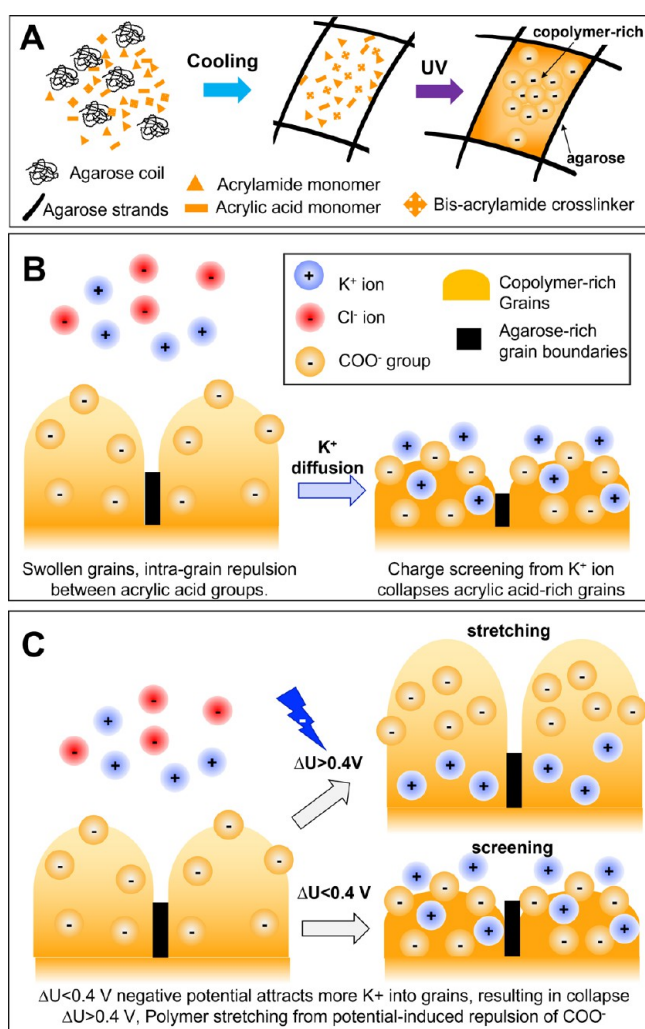 A
Cooling
UV
copolymer-rich
agarose
Agarose coil
Agarose strands
Acrylamide monomer
Acrylic acid monomer
Bis-acrylamide crosslinker
B
K+ ion
Cl- ion
COO- group
Copolymer-rich
Grains
Agarose-rich
grain boundaries
K+
diffusion
Swollen grains, intra-grain repulsion
between acrylic acid groups.
Charge screening from K+ ion
collapses acrylic acid-rich grains
C
stretching
ΔU>0.4V
screening
ΔU<0.4 V
ΔU<0.4 V negative potential attracts more K+ into grains, resulting in collapse
ΔU>0.4 V, Polymer stretching from potential-induced repulsion of COO-